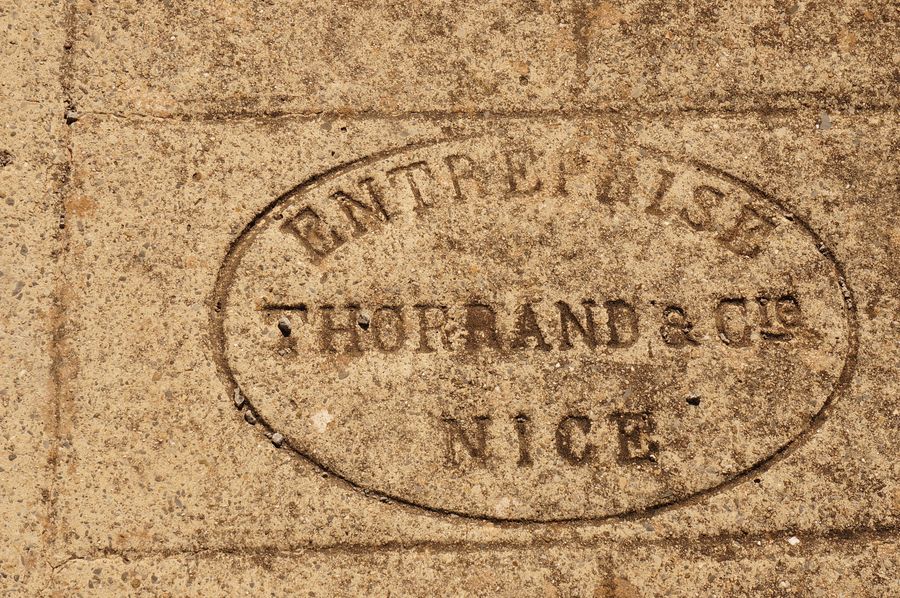 ENTREPRISE
THORRAND & CIE
NICE